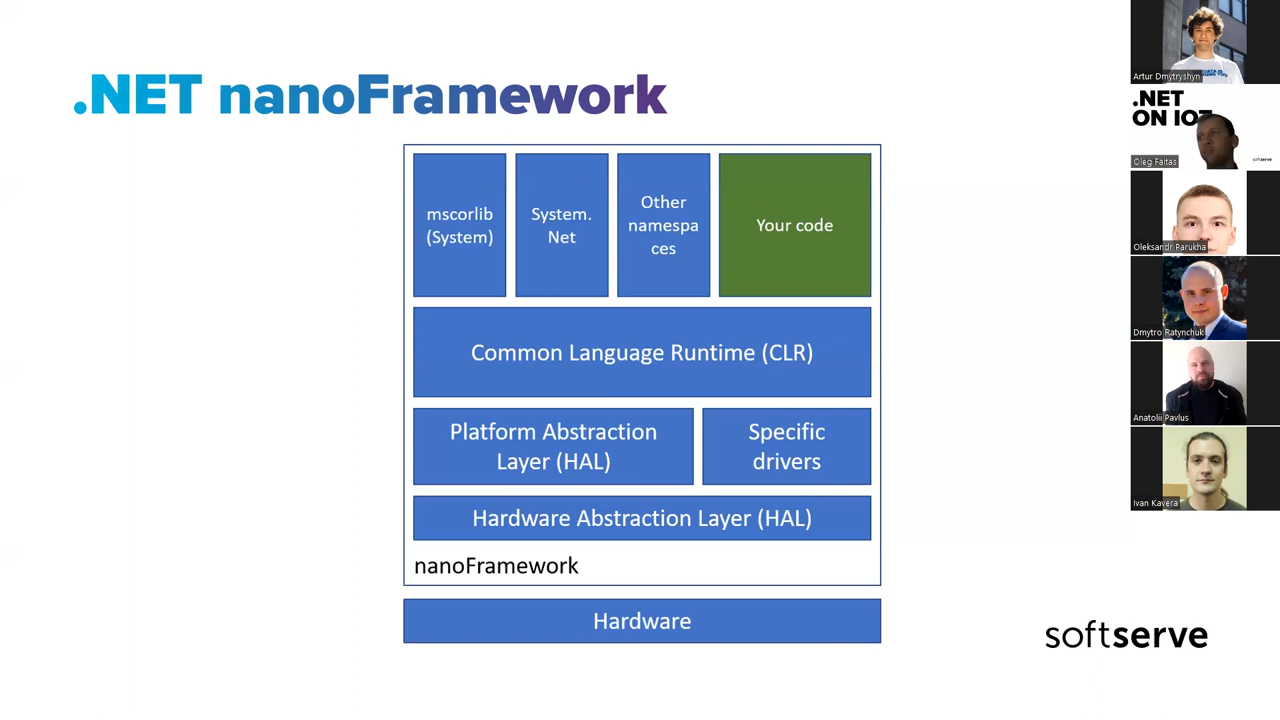 .NET nanoFramework
mscorlib
(System)
System.
Net
Other
namespa
ces
Your code
Common Language Runtime (CLR)
Platform Abstraction
Layer (HAL)
Specific
drivers
Hardware Abstraction Layer (HAL)
nanoFramework
Hardware
softserve
Artur Dmytryshyn
.NET
ON IOT
softserve
Oleg Faitas
Oleksandr Parukha
Dmytro Ratynchuk
Anatolii Pavlus
Ivan Kavera